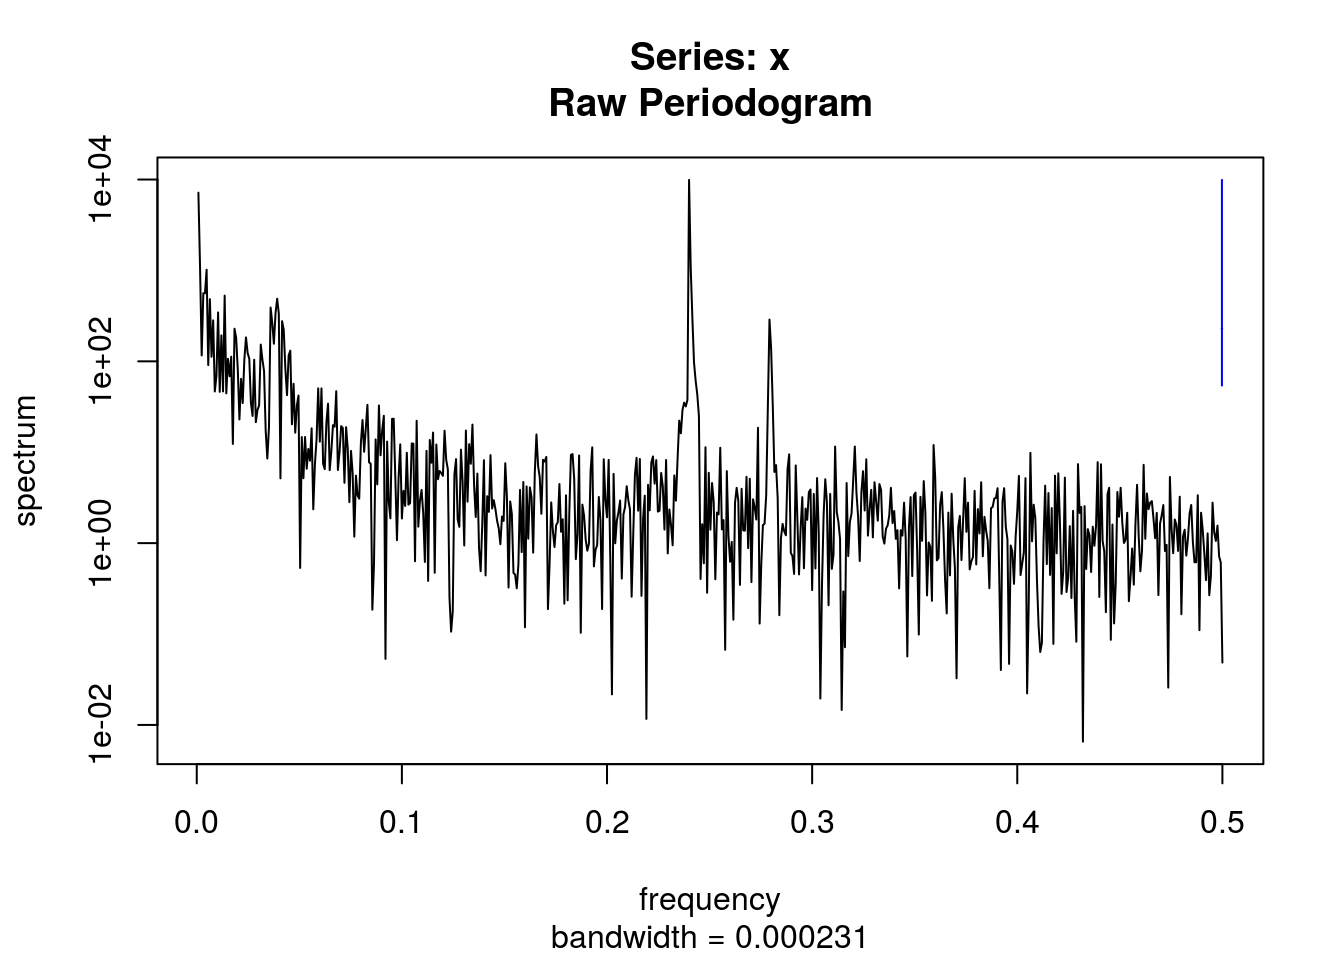 Series: x
Raw Periodogram
1e+04
1e+02
1e+00
1e-02
spectrum
0.0 0.1 0.2 0.3 0.4 0.5
frequency
bandwidth = 0.000231